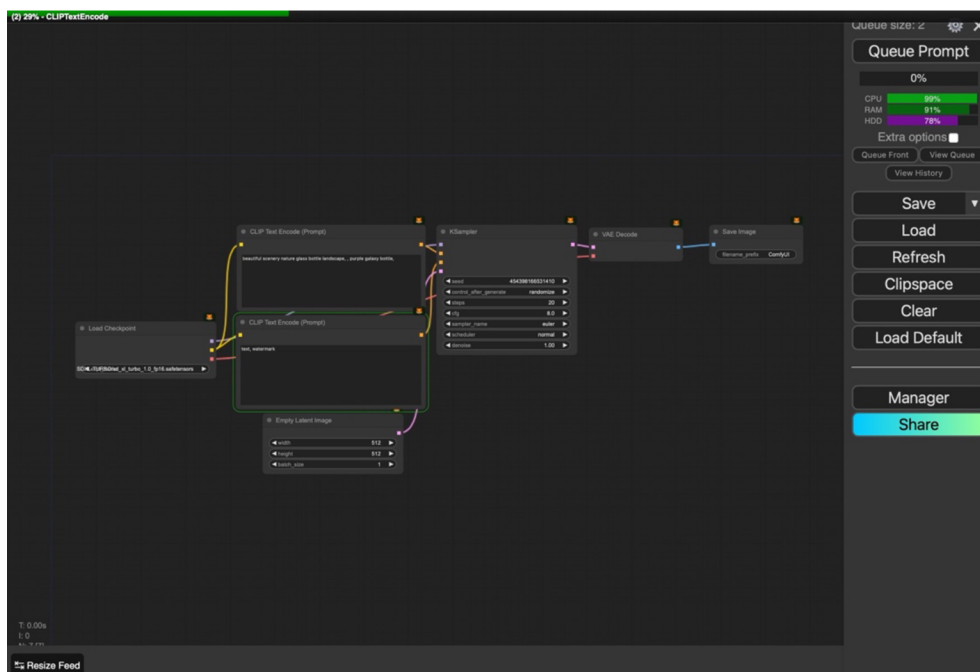 (2) 29% - CLIPTextEncode
Queue size: 2
Queue Prompt
0%
CPU 99%
RAM 91%
HDD 78%
Extra options
Queue Front View Queue
View History
Save
Load
Refresh
Clipspace
Clear
Load Default
Manager
Share
CLIP Text Encode (Prompt)
beautiful scenery nature glass bottle landscape, , purple galaxy bottle,
KSampler
seed
control_after_generate randomize
steps 20
cfg 8.0
sampler_name euler
scheduler normal
denoise 1.00
VAE Decode
Save Image
filename_prefix ComfyUI
CLIP Text Encode (Prompt)
text, watermark
Load Checkpoint
xl_turbo_1.0_fp16.safetensors
Empty Latent Image
width 512
height 512
batch_size 1
T: 0.00s
I: 0
Resize Feed